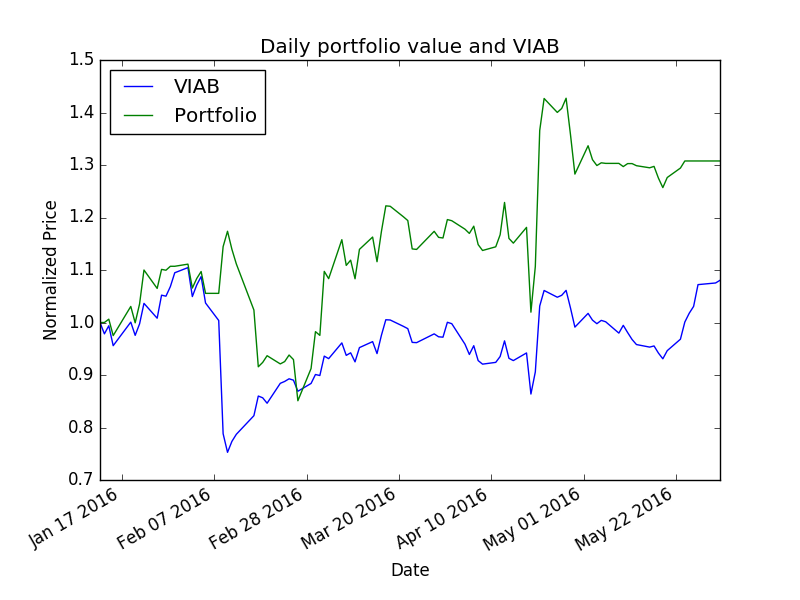 Daily portfolio value and VIAB
VIAB
Portfolio
Normalized Price
1.5
1.4
1.3
1.2
1.1
1.0
0.9
0.8
0.7
Jan 17 2016
Feb 07 2016
Feb 28 2016
Mar 20 2016
Apr 10 2016
May 01 2016
May 22 2016
Date